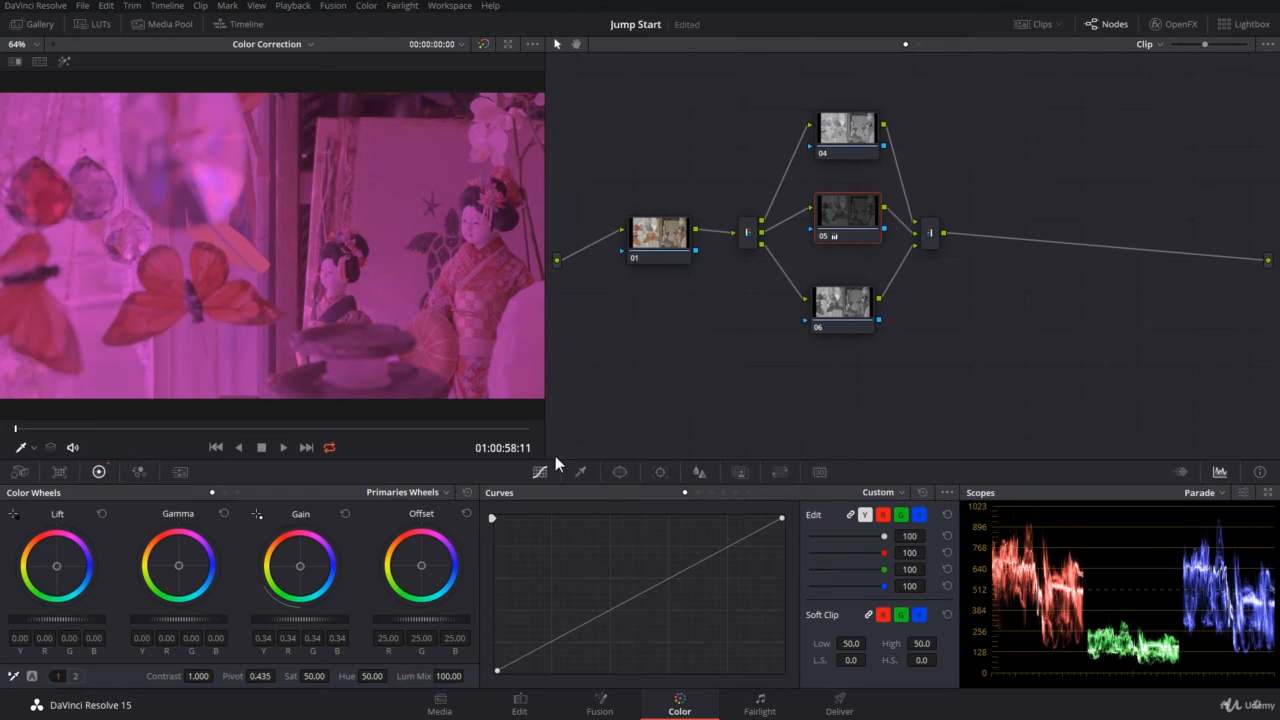 DaVinci Resolve File Edit Trim Timeline Clip Mark View Playback Fusion Color Fairlight Workspace Help
Gallery LUTs Media Pool Timeline Jump Start Edited Clips Nodes OpenFX Lightbox
64% Color Correction 00:00:00:00 Clip
04
05
01
06
01:00:58:11
Color Wheels Primaries Wheels Curves Custom Scopes Parade
Lift Gamma Gain Offset Edit Y R G B 1023
100 896
100 768
100 640
100 512
Soft Clip R G B 384
0.00 0.00 0.00 0.00 0.00 0.00 0.00 0.00 0.34 0.34 0.34 0.34 25.00 25.00 25.00 Low 50.0 High 50.0 256
Y R G B Y R G B Y R G B R G B L.S. 0.0 H.S. 0.0 128
A 1 2 Contrast 1.000 Pivot 0.435 Sat 50.00 Hue 50.00 Lum Mix 100.00 0
DaVinci Resolve 15 Media Edit Fusion Color Fairlight Deliver Udemy